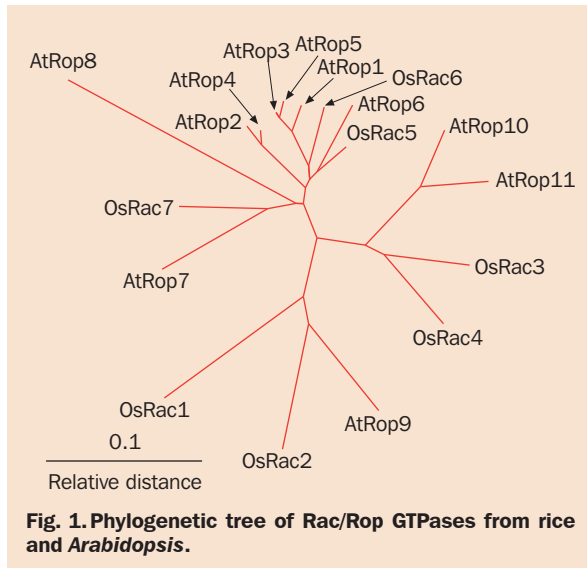 AtRop5
AtRop3
AtRop1
AtRop8
AtRop4
OsRac6
AtRop6
AtRop2
OsRac5
AtRop10
AtRop11
OsRac7
AtRop7
OsRac3
OsRac4
OsRac1
AtRop9
0.1
OsRac2
Relative distance
Fig. 1. Phylogenetic tree of Rac/Rop GTPases from rice
and Arabidopsis.